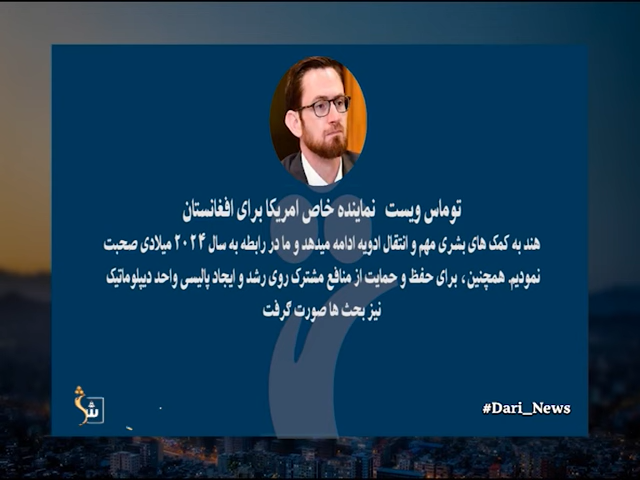 توماس ویست نماینده خاص امریکا برای افغانستان
هند به کمک های بشری مهم و انتقال ادویه ادامه میدهد و ما در رابطه به سال ۲۰۲۴ میلادی صحبت
نمودیم. همچنین، برای حفظ و حمایت از منافع مشترک روی رشد و ایجاد پالیسی واحد دیپلوماتیک
نیز بحث ها صورت گرفت
#Dari_News